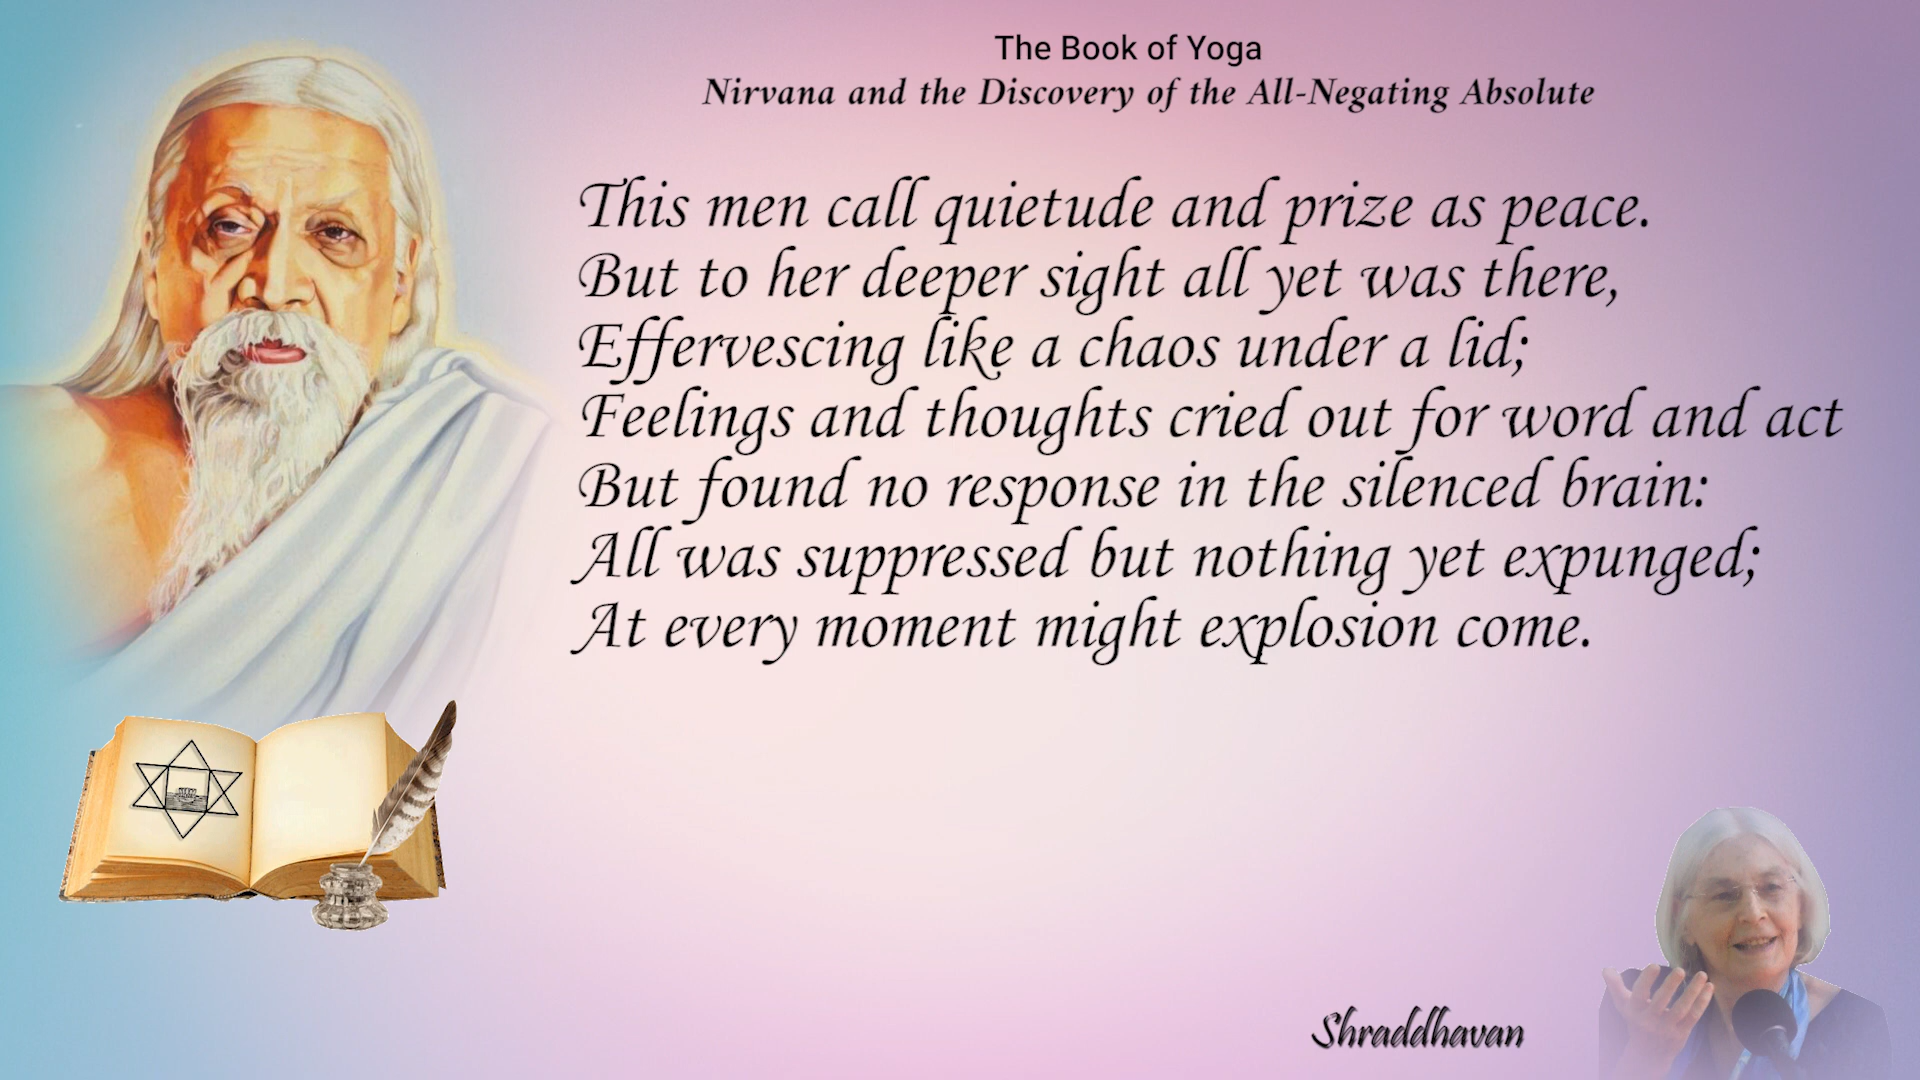 The Book of Yoga
Nirvana and the Discovery of the All-Negating Absolute
This men call quietude and prize as peace.
But to her deeper sight all yet was there,
Effervescing like a chaos under a lid;
Feelings and thoughts cried out for word and act
But found no response in the silenced brain:
All was suppressed but nothing yet expunged;
At every moment might explosion come.
Shraddhavan